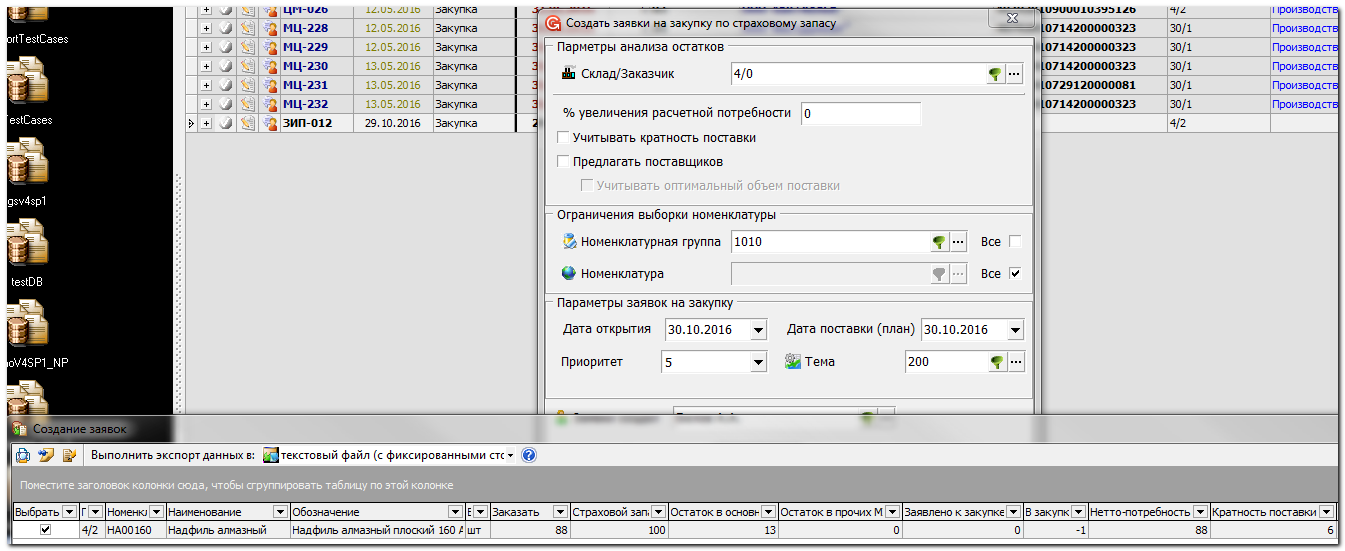 ortTestCases
TestCases
gsv4sp1
testDB
oV4SP1_NP
ЦМ-026 12.05.2016 Закупка 4/2 Производств
МЦ-228 12.05.2016 Закупка 10714200000323 30/1 Производств
МЦ-229 12.05.2016 Закупка 10714200000323 30/1 Производств
МЦ-230 13.05.2016 Закупка 10714200000323 30/1 Производств
МЦ-231 13.05.2016 Закупка 10729120000081 30/1 Производств
МЦ-232 13.05.2016 Закупка 10714200000323 30/1 Производств
ЗИП-012 29.10.2016 Закупка 4/2
Создать заявки на закупку по страховому запасу
Парметры анализа остатков
Склад/Заказчик 4/0
% увеличения расчетной потребности 0
Учитывать кратность поставки
Предлагать поставщиков
Учитывать оптимальный объем поставки
Ограничения выборки номенклатуры
Номенклатурная группа 1010 Все
Номенклатура Все
Параметры заявок на закупку
Дата открытия 30.10.2016 Дата поставки (план) 30.10.2016
Приоритет 5 Тема 200
Создание заявок
Выполнить экспорт данных в: текстовый файл (с фиксированными стс
Поместите заголовок колонки сюда, чтобы сгруппировать таблицу по этой колонке
Выбрать Г Номенкл Наименование Обозначение Е Заказать Страховой запа Остаток в основн Остаток в прочих М Заявлено к закупке В закупк Нетто-потребность Кратность поставки
4/2 НА00160 Надфиль алмазный Надфиль алмазный плоский 160 А шт 88 100 13 0 0 -1 88 6